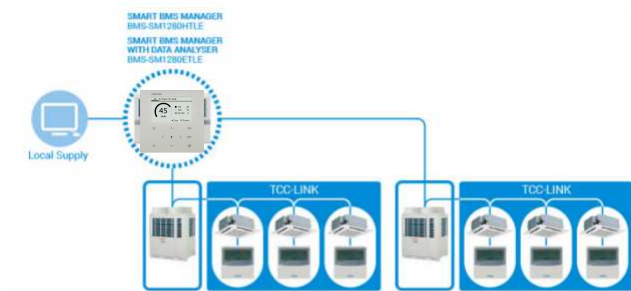 SMART BMS MANAGER
BMS-SM1280HTLE
SMART BMS MANAGER
WITH DATA ANALYSER
BMS-SM1280ETLE
45
Local Supply
TCC-LINK
TCC-LINK